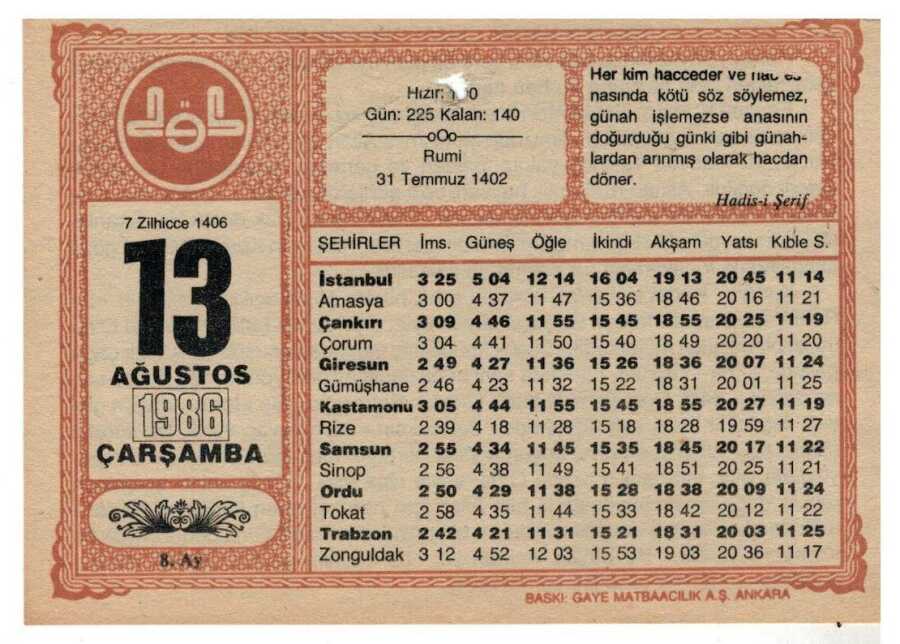 7 Zilhicce 1406
13
AĞUSTOS
1986
ÇARŞAMBA
8. Ay
Hızır:
Gün: 225 Kalan: 140
oOo
Rumi
31 Temmuz 1402
Her kim hacceder ve
nasında kötü söz söylemez,
günah işlemezse anasının
doğurduğu günki gibi günah-
lardan arınmış olarak hacdan
döner.
Hadis-i Şerif
ŞEHİRLER İms. Güneş Öğle İkindi Akşam Yatsı Kıble S.
İstanbul 3 25 5 04 12 14 16 04 19 13 20 45 11 14
Amasya 3 00 4 37 11 47 15 36 18 46 20 16 11 21
Çankırı 3 09 4 46 11 55 15 45 18 55 20 25 11 19
Çorum 3 04 4 41 11 50 15 40 18 49 20 20 11 20
Giresun 2 49 4 27 11 36 15 26 18 36 20 07 11 24
Gümüşhane 2 46 4 23 11 32 15 22 18 31 20 01 11 25
Kastamonu 3 05 4 44 11 55 15 45 18 55 20 27 11 19
Rize 2 39 4 18 11 28 15 18 18 28 19 59 11 27
Samsun 2 55 4 34 11 45 15 35 18 45 20 17 11 22
Sinop 2 56 4 38 11 49 15 41 18 51 20 25 11 21
Ordu 2 50 4 29 11 38 15 28 18 38 20 09 11 24
Tokat 2 58 4 35 11 44 15 33 18 42 20 12 11 22
Trabzon 2 42 4 21 11 31 15 21 18 31 20 03 11 25
Zonguldak 3 12 4 52 12 03 15 53 19 03 20 36 11 17
BASKI: GAYE MATBAACILIK A.Ş. ANKARA